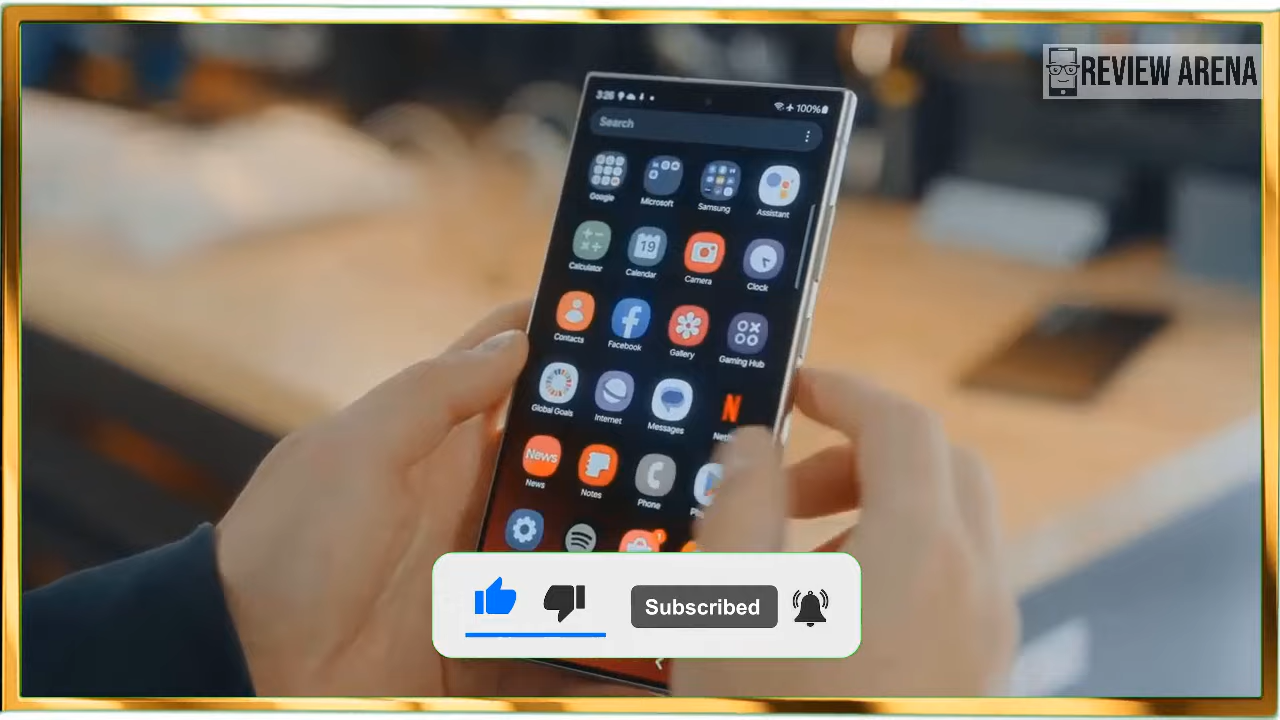 REVIEW ARENA
3:26 100%
Search
Google Microsoft Samsung Assistant
19
Calculator Calendar Camera Clock
Contacts Facebook Gallery Gaming Hub
Global Goals Internet Messages
N
News
News Notes Phone
1
Subscribed